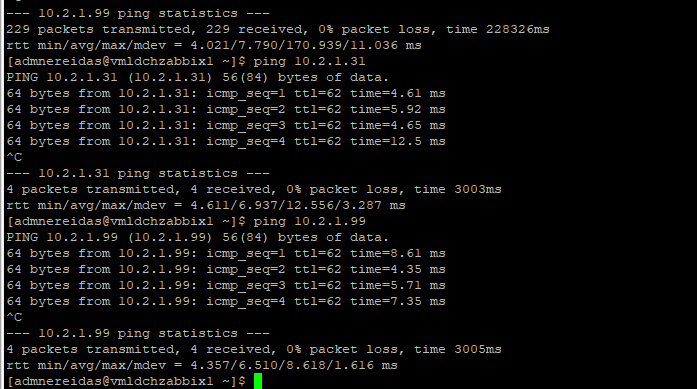 --- 10.2.1.99 ping statistics ---
229 packets transmitted, 229 received, 0% packet loss, time 228326ms
rtt min/avg/max/mdev = 4.021/7.790/170.939/11.036 ms
[admnereidas@vmldchzabbix1 ~]$ ping 10.2.1.31
PING 10.2.1.31 (10.2.1.31) 56(84) bytes of data.
64 bytes from 10.2.1.31: icmp_seq=1 ttl=62 time=4.61 ms
64 bytes from 10.2.1.31: icmp_seq=2 ttl=62 time=5.92 ms
64 bytes from 10.2.1.31: icmp_seq=3 ttl=62 time=4.65 ms
64 bytes from 10.2.1.31: icmp_seq=4 ttl=62 time=12.5 ms
^C
--- 10.2.1.31 ping statistics ---
4 packets transmitted, 4 received, 0% packet loss, time 3003ms
rtt min/avg/max/mdev = 4.611/6.937/12.556/3.287 ms
[admnereidas@vmldchzabbix1 ~]$ ping 10.2.1.99
PING 10.2.1.99 (10.2.1.99) 56(84) bytes of data.
64 bytes from 10.2.1.99: icmp_seq=1 ttl=62 time=8.61 ms
64 bytes from 10.2.1.99: icmp_seq=2 ttl=62 time=4.35 ms
64 bytes from 10.2.1.99: icmp_seq=3 ttl=62 time=5.71 ms
64 bytes from 10.2.1.99: icmp_seq=4 ttl=62 time=7.35 ms
^C
--- 10.2.1.99 ping statistics ---
4 packets transmitted, 4 received, 0% packet loss, time 3005ms
rtt min/avg/max/mdev = 4.357/6.510/8.618/1.616 ms
[admnereidas@vmldchzabbix1 ~]$